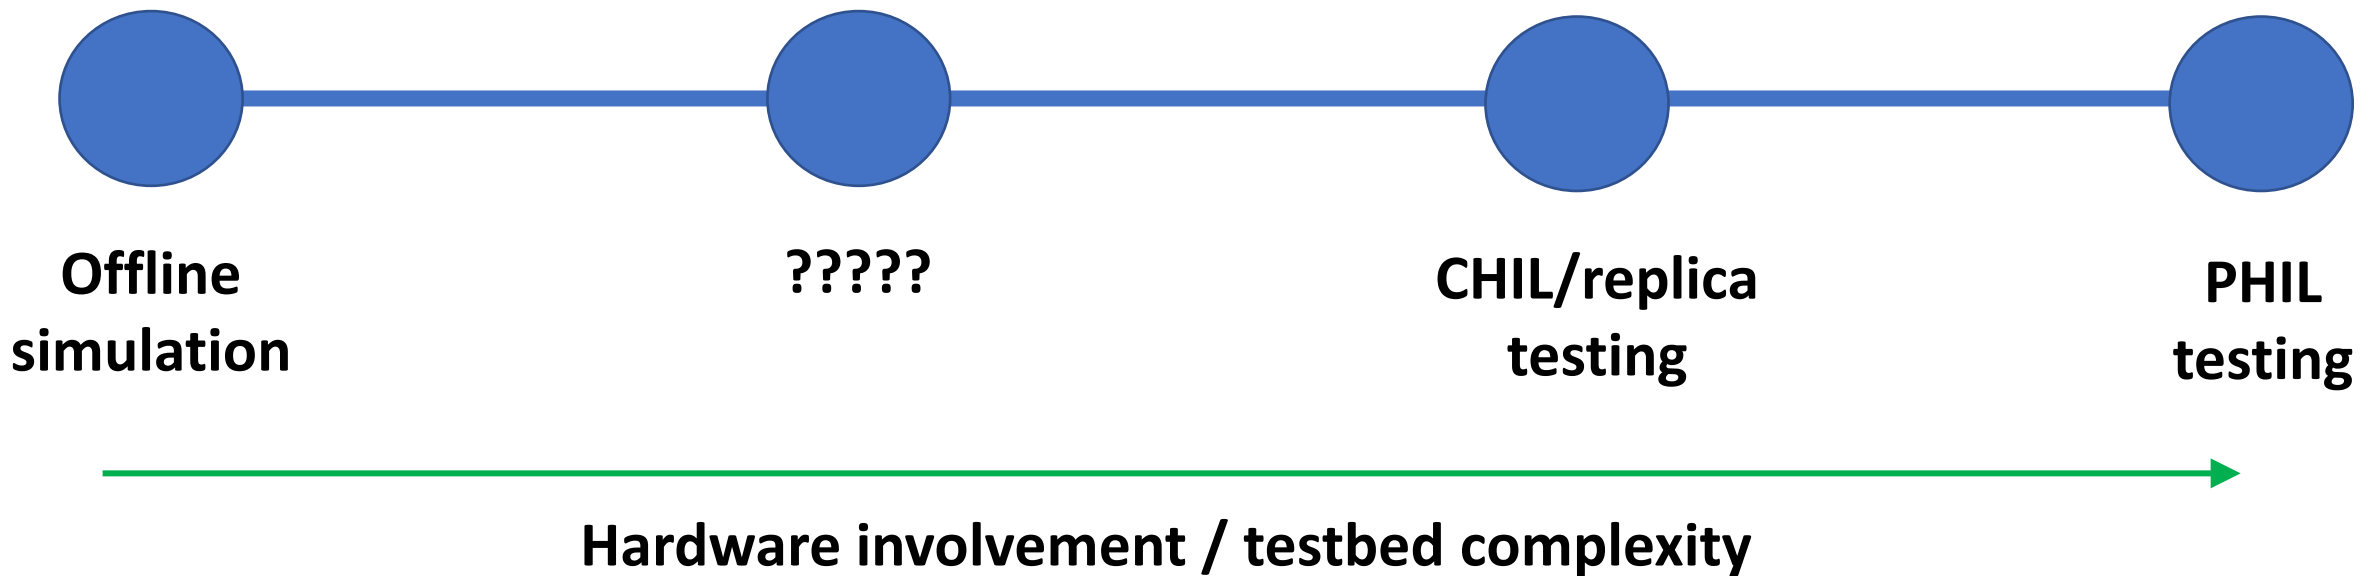 Offline
simulation
?????
CHIL/replica
testing
PHIL
testing
Hardware involvement / testbed complexity